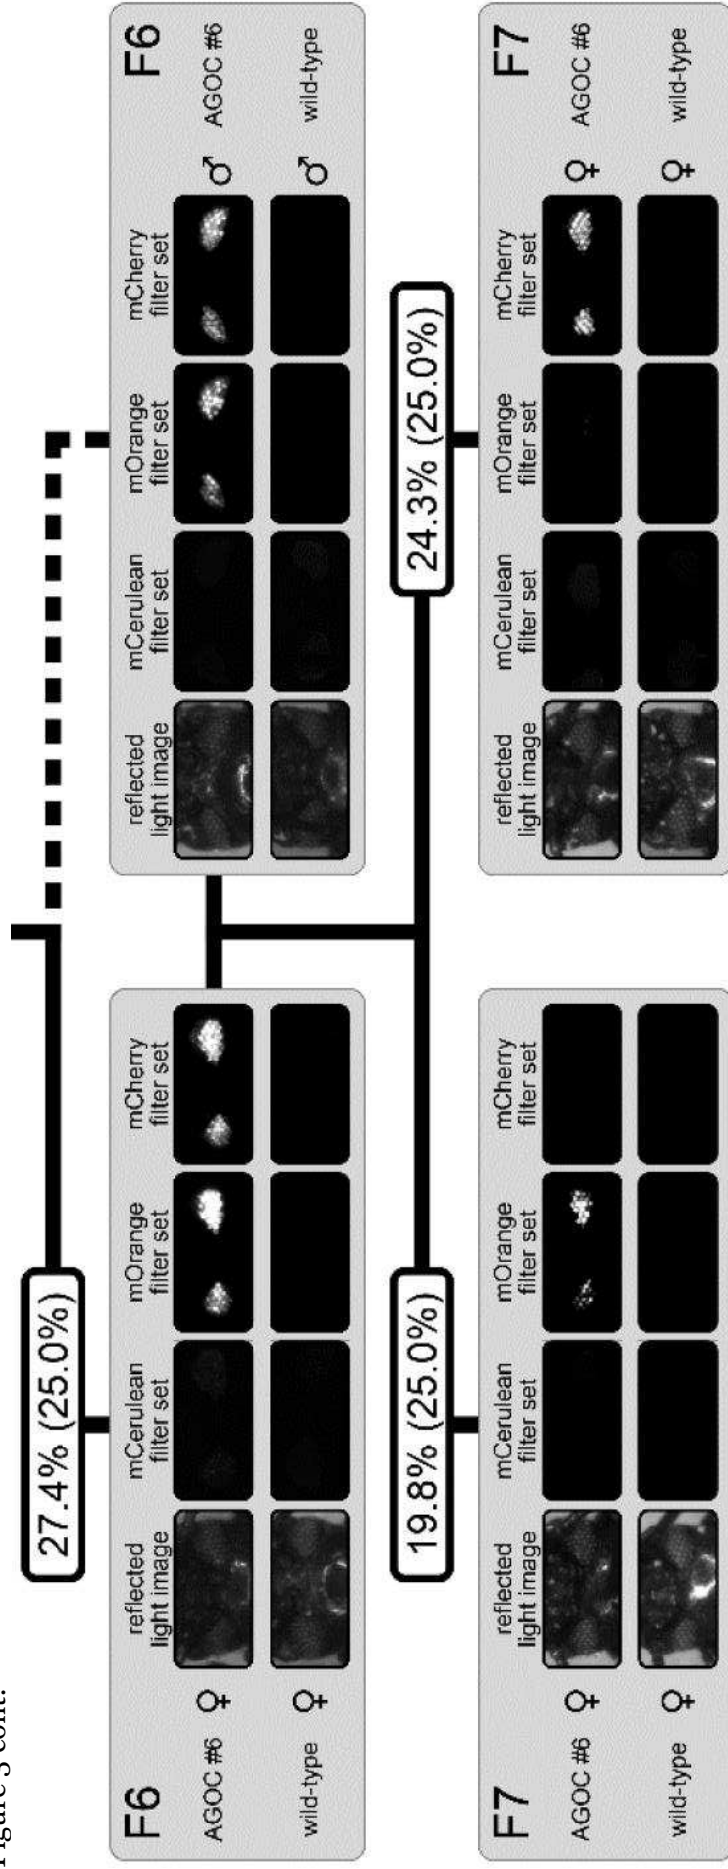 Figure 3 cont.
27.4% (25.0%)
F6
reflected
light image
mCerulean
filter set
mOrange
filter set
mCherry
filter set
AGOC #6 ♀
wild-type ♀
F6
reflected
light image
mCerulean
filter set
mOrange
filter set
mCherry
filter set
♂ AGOC #6
♂ wild-type
19.8% (25.0%)
24.3% (25.0%)
F7
reflected
light image
mCerulean
filter set
mOrange
filter set
mCherry
filter set
AGOC #6 ♀
wild-type ♀
F7
reflected
light image
mCerulean
filter set
mOrange
filter set
mCherry
filter set
♀ AGOC #6
♀ wild-type